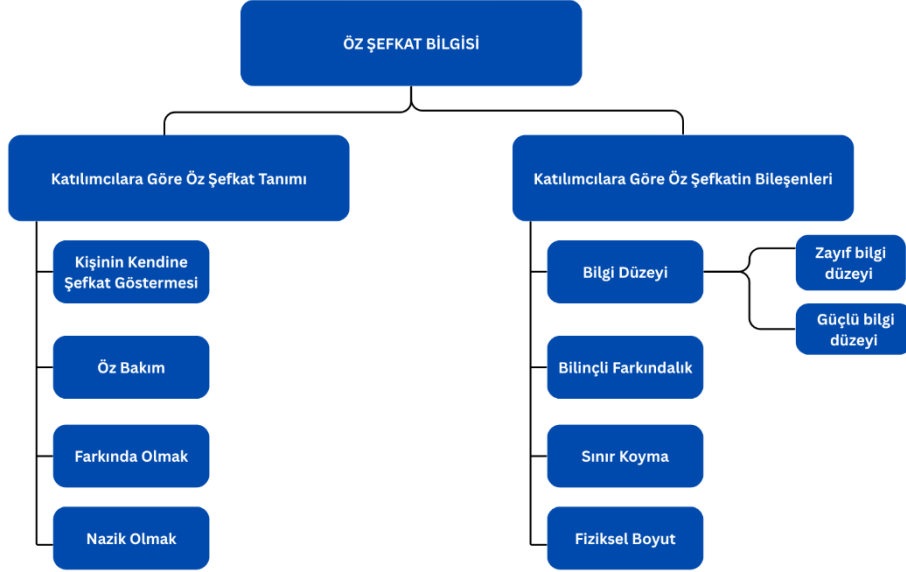 ÖZ ŞEFKAT BİLGİSİ
Katılımcılara Göre Öz Şefkat Tanımı
Kişinin Kendine
Şefkat Göstermesi
Öz Bakım
Farkında Olmak
Nazik Olmak
Katılımcılara Göre Öz Şefkatin Bileşenleri
Bilgi Düzeyi
Zayıf bilgi
düzeyi
Güçlü bilgi
düzeyi
Bilinçli Farkındalık
Sınır Koyma
Fiziksel Boyut